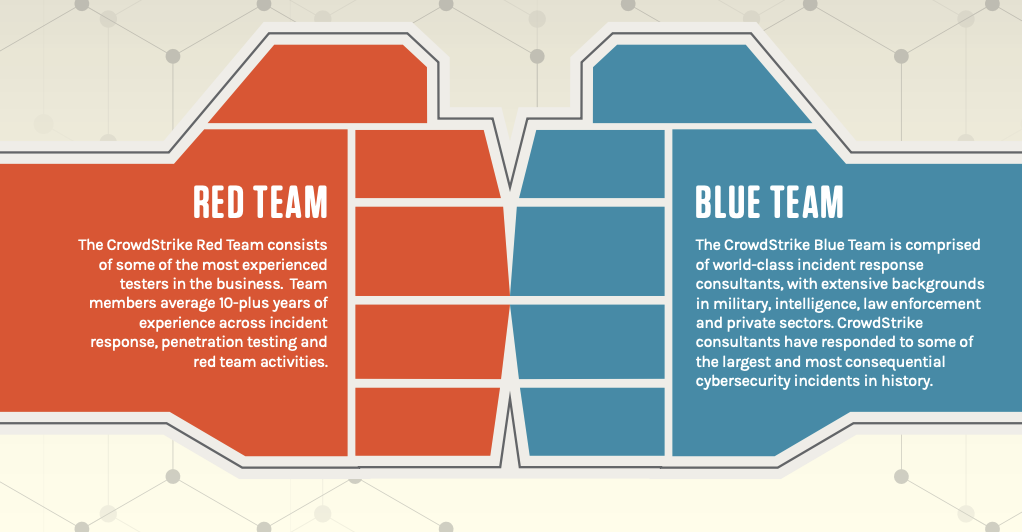 RED TEAM
The CrowdStrike Red Team consists
of some of the most experienced
testers in the business.  Team
members average 10-plus years of
experience across incident
response, penetration testing and
red team activities.
BLUE TEAM
The CrowdStrike Blue Team is comprised
of world-class incident response
consultants, with extensive backgrounds
in military, intelligence, law enforcement
and private sectors. CrowdStrike
consultants have responded to some of
the largest and most consequential
cybersecurity incidents in history.